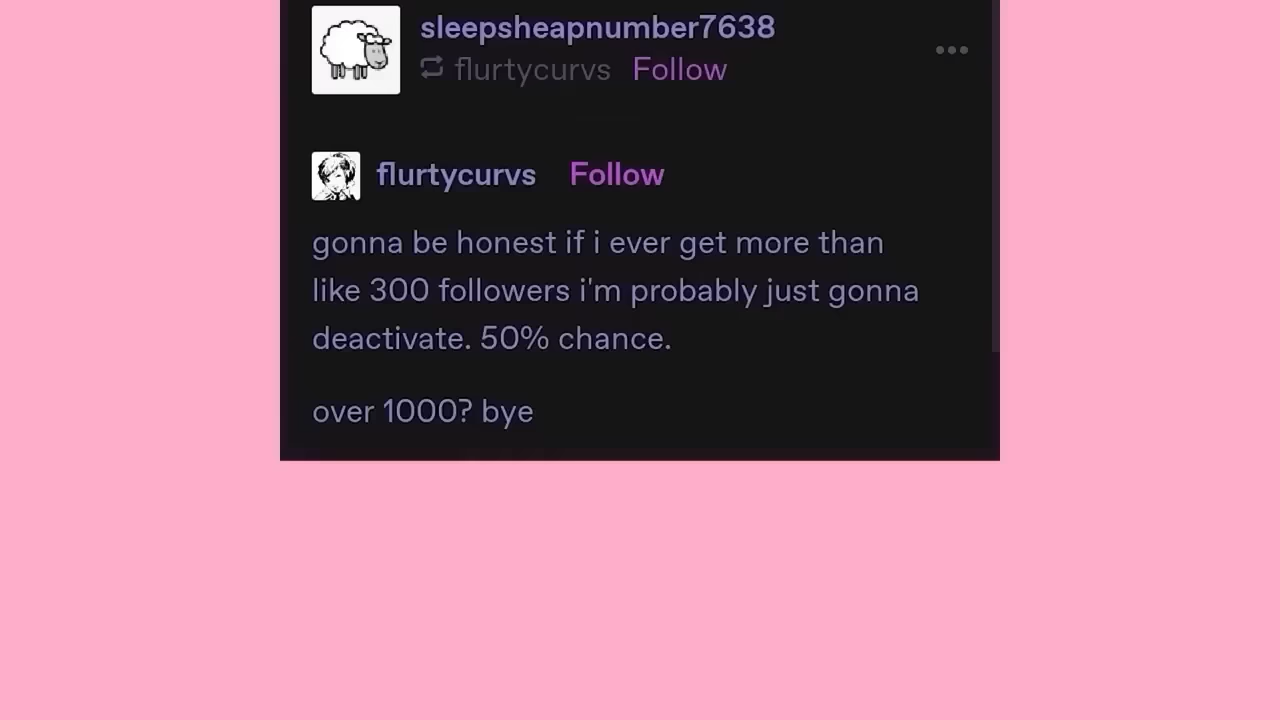 sleepsheapnumber7638
flurtycurvs Follow
flurtycurvs Follow
gonna be honest if i ever get more than
like 300 followers i'm probably just gonna
deactivate. 50% chance.
over 1000? bye